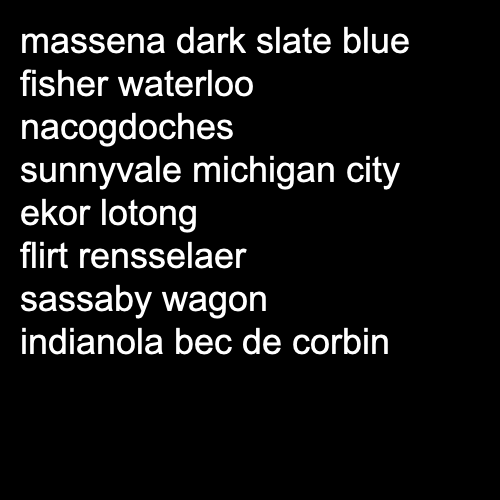 massena dark slate blue
fisher waterloo
nacogdoches
sunnyvale michigan city
ekor lotong
flirt rensselaer
sassaby wagon
indianola bec de corbin